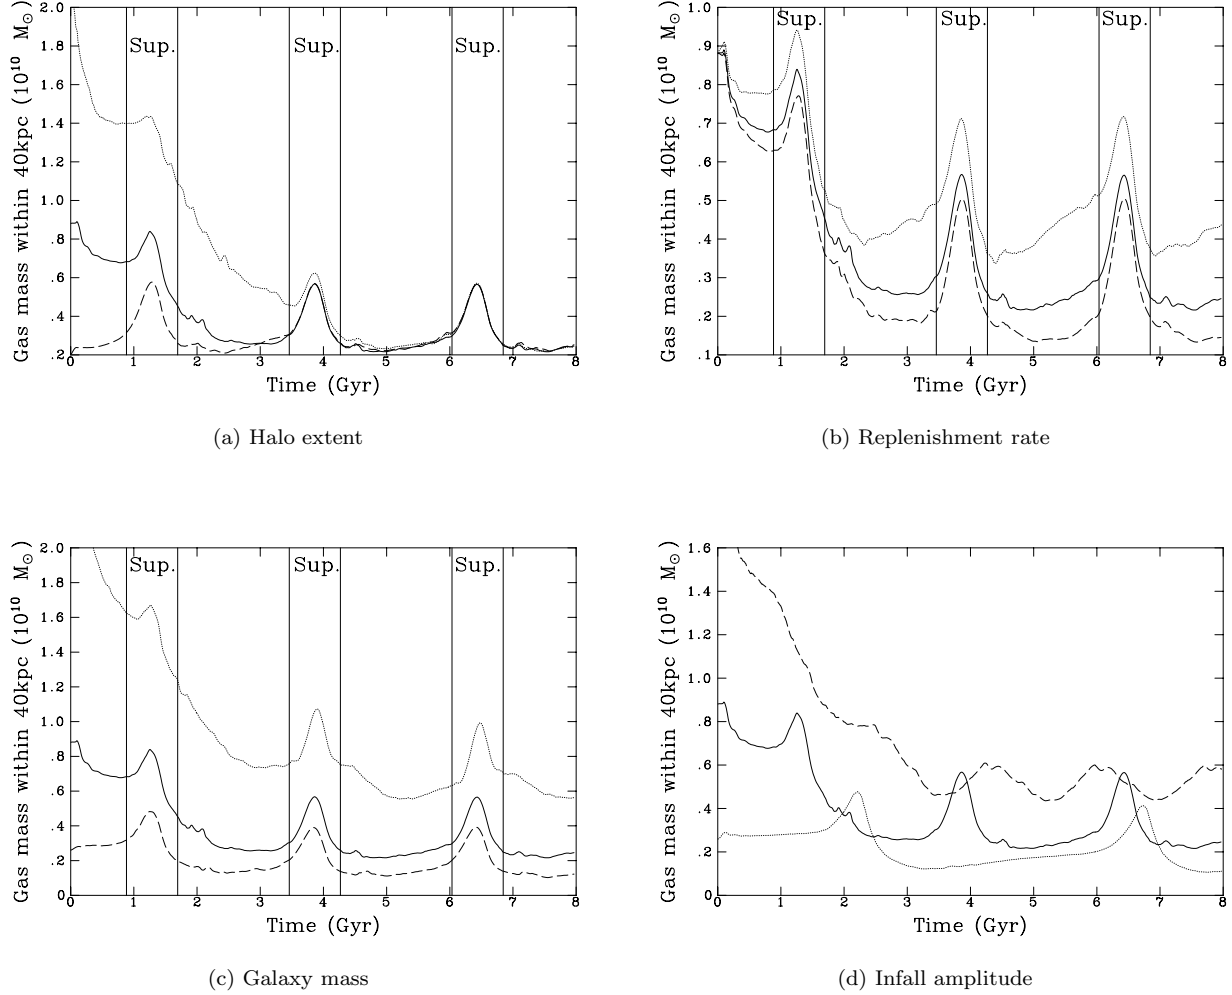 Gas mass within 40kpc (10¹⁰ M☉)
2.0
1.8
1.6
1.4
1.2
1.0
.8
.6
.4
.2
Sup. Sup. Sup.
0 1 2 3 4 5 6 7 8
Time (Gyr)
(a) Halo extent
Gas mass within 40kpc (10¹⁰ M☉)
1.0
.9
.8
.7
.6
.5
.4
.3
.2
.1
Sup. Sup. Sup.
0 1 2 3 4 5 6 7 8
Time (Gyr)
(b) Replenishment rate
Gas mass within 40kpc (10¹⁰ M☉)
2.0
1.8
1.6
1.4
1.2
1.0
.8
.6
.4
.2
0
Sup. Sup. Sup.
0 1 2 3 4 5 6 7 8
Time (Gyr)
(c) Galaxy mass
Gas mass within 40kpc (10¹⁰ M☉)
1.6
1.4
1.2
1.0
.8
.6
.4
.2
0
0 1 2 3 4 5 6 7 8
Time (Gyr)
(d) Infall amplitude